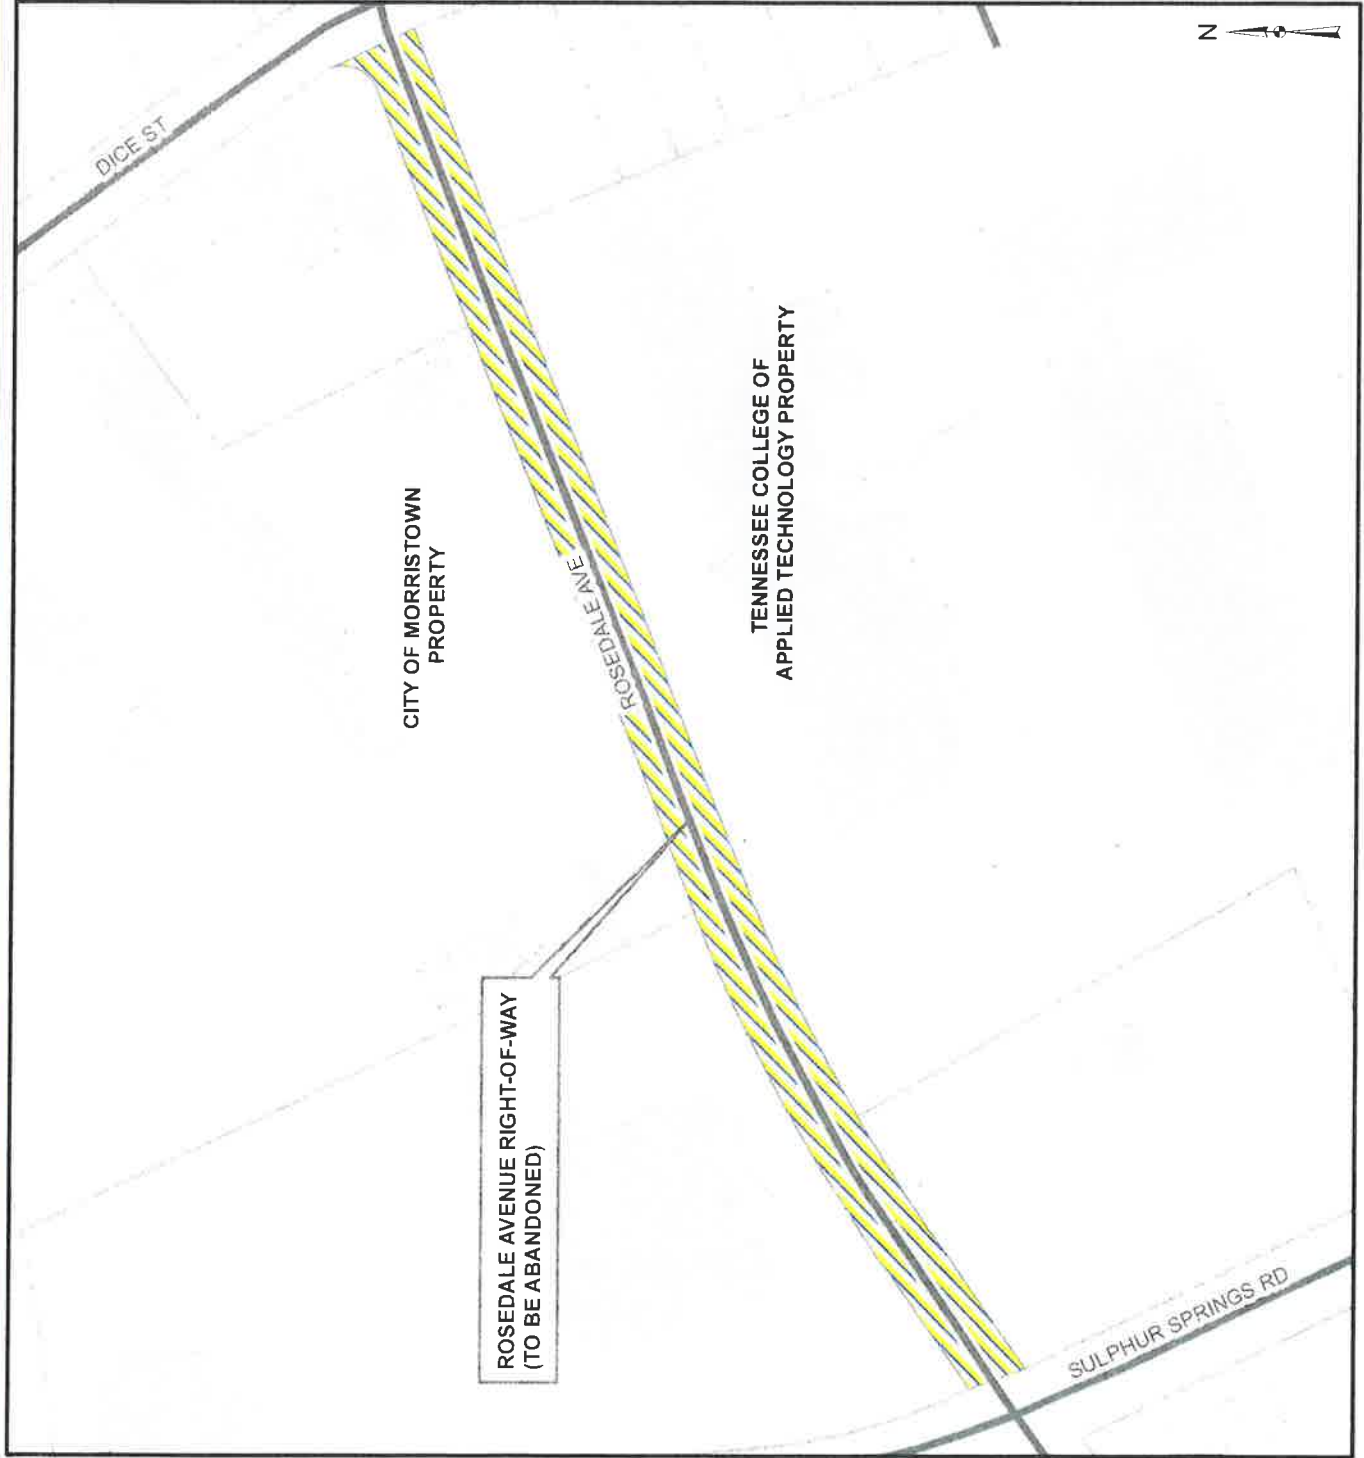 DICE ST
N
CITY OF MORRISTOWN
PROPERTY
ROSEDALE AVE
TENNESSEE COLLEGE OF
APPLIED TECHNOLOGY PROPERTY
ROSEDALE AVENUE RIGHT-OF-WAY
(TO BE ABANDONED)
SULPHUR SPRINGS RD